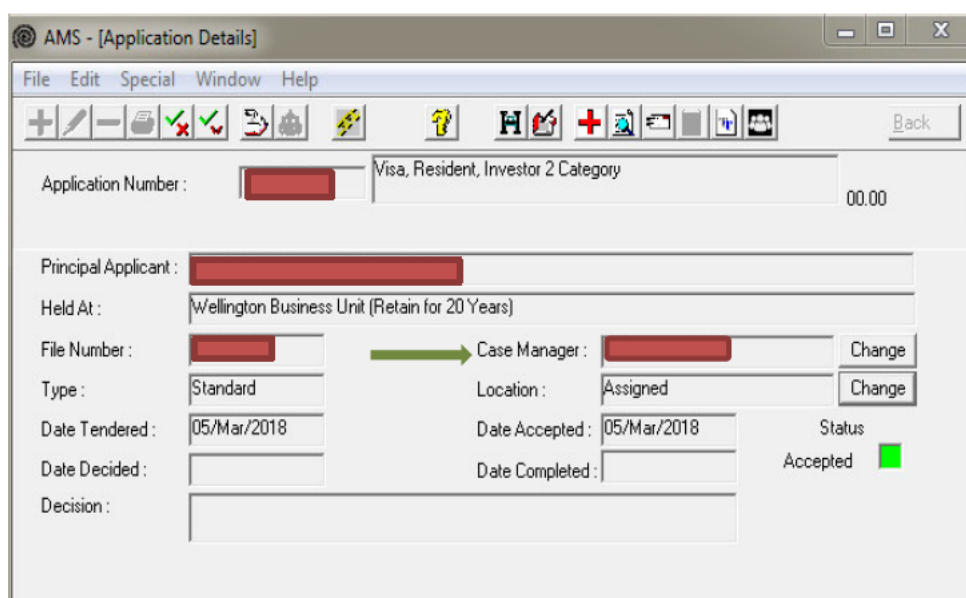 AMS - [Application Details]
File Edit Special Window Help
Back
Application Number :
Visa, Resident, Investor 2 Category
00.00
Principal Applicant :
Held At : Wellington Business Unit (Retain for 20 Years)
File Number : Case Manager : Change
Type : Standard Location : Assigned Change
Date Tendered : 05/Mar/2018 Date Accepted : 05/Mar/2018 Status
Date Decided : Date Completed : Accepted
Decision :